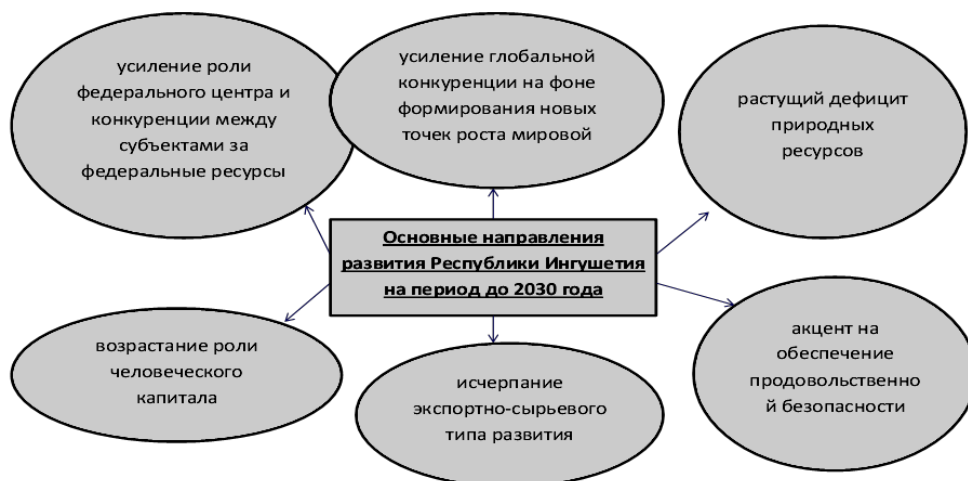 усиление роли
федерального центра и
конкуренции между
субъектами за
федеральные ресурсы
усиление глобальной
конкуренции на фоне
формирования новых
точек роста мировой
растущий дефицит
природных
ресурсов
Основные направления
развития Республики Ингушетия
на период до 2030 года
возрастание роли
человеческого
капитала
исчерпание
экспортно-сырьевого
типа развития
акцент на
обеспечение
продовольственно
й безопасности